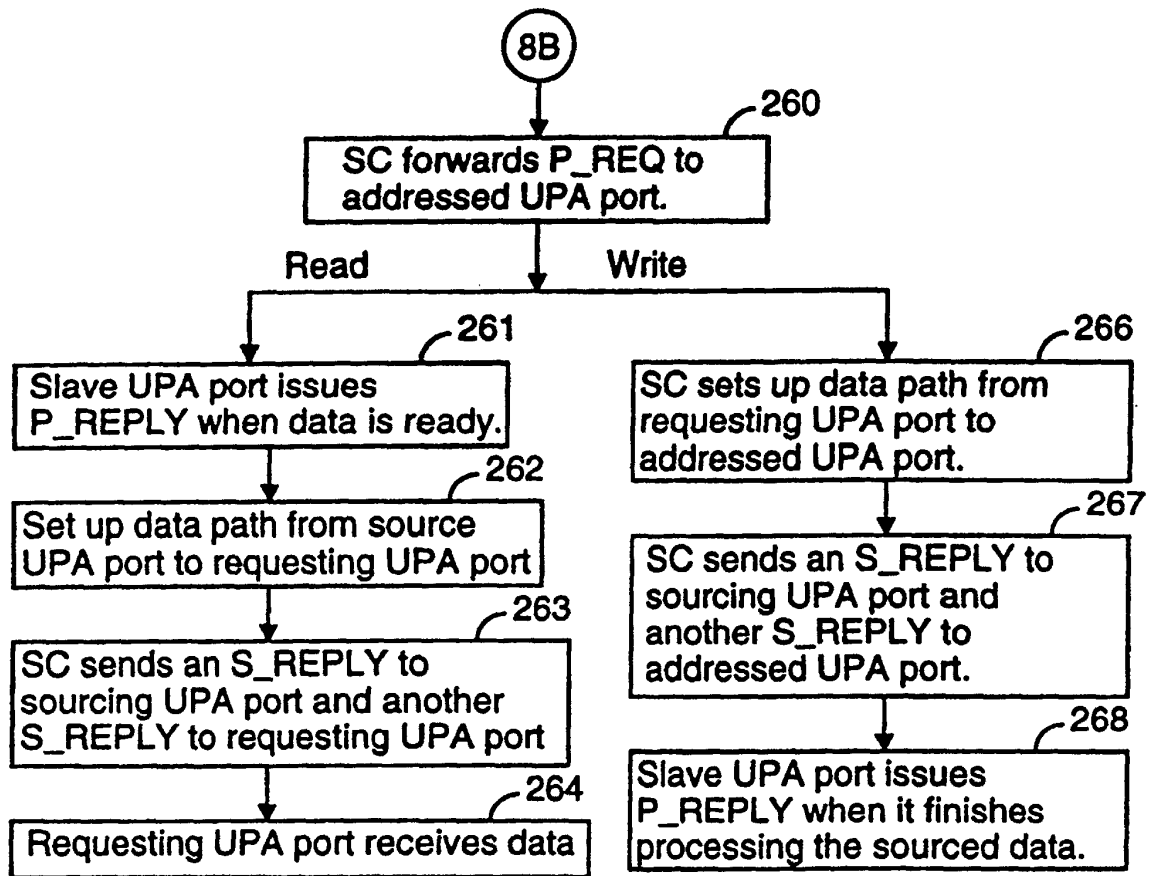 8B
260
SC forwards P_REQ to
addressed UPA port.
Read
Write
261
Slave UPA port issues
P_REPLY when data is ready.
262
Set up data path from source
UPA port to requesting UPA port
263
SC sends an S_REPLY to
sourcing UPA port and another
S_REPLY to requesting UPA port
264
Requesting UPA port receives data
266
SC sets up data path from
requesting UPA port to
addressed UPA port.
267
SC sends an S_REPLY to
sourcing UPA port and
another S_REPLY to
addressed UPA port.
268
Slave UPA port issues
P_REPLY when it finishes
processing the sourced data.